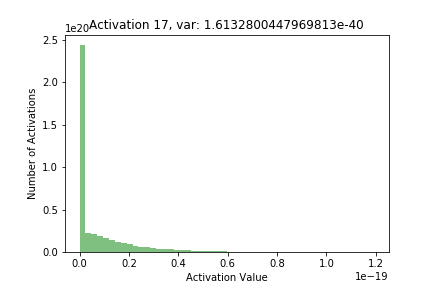 1e20
Activation 17, var: 1.6132800447969813e-40
2.5
2.0
1.5
1.0
0.5
0.0
Number of Activations
0.0 0.2 0.4 0.6 0.8 1.0 1.2
1e−19
Activation Value